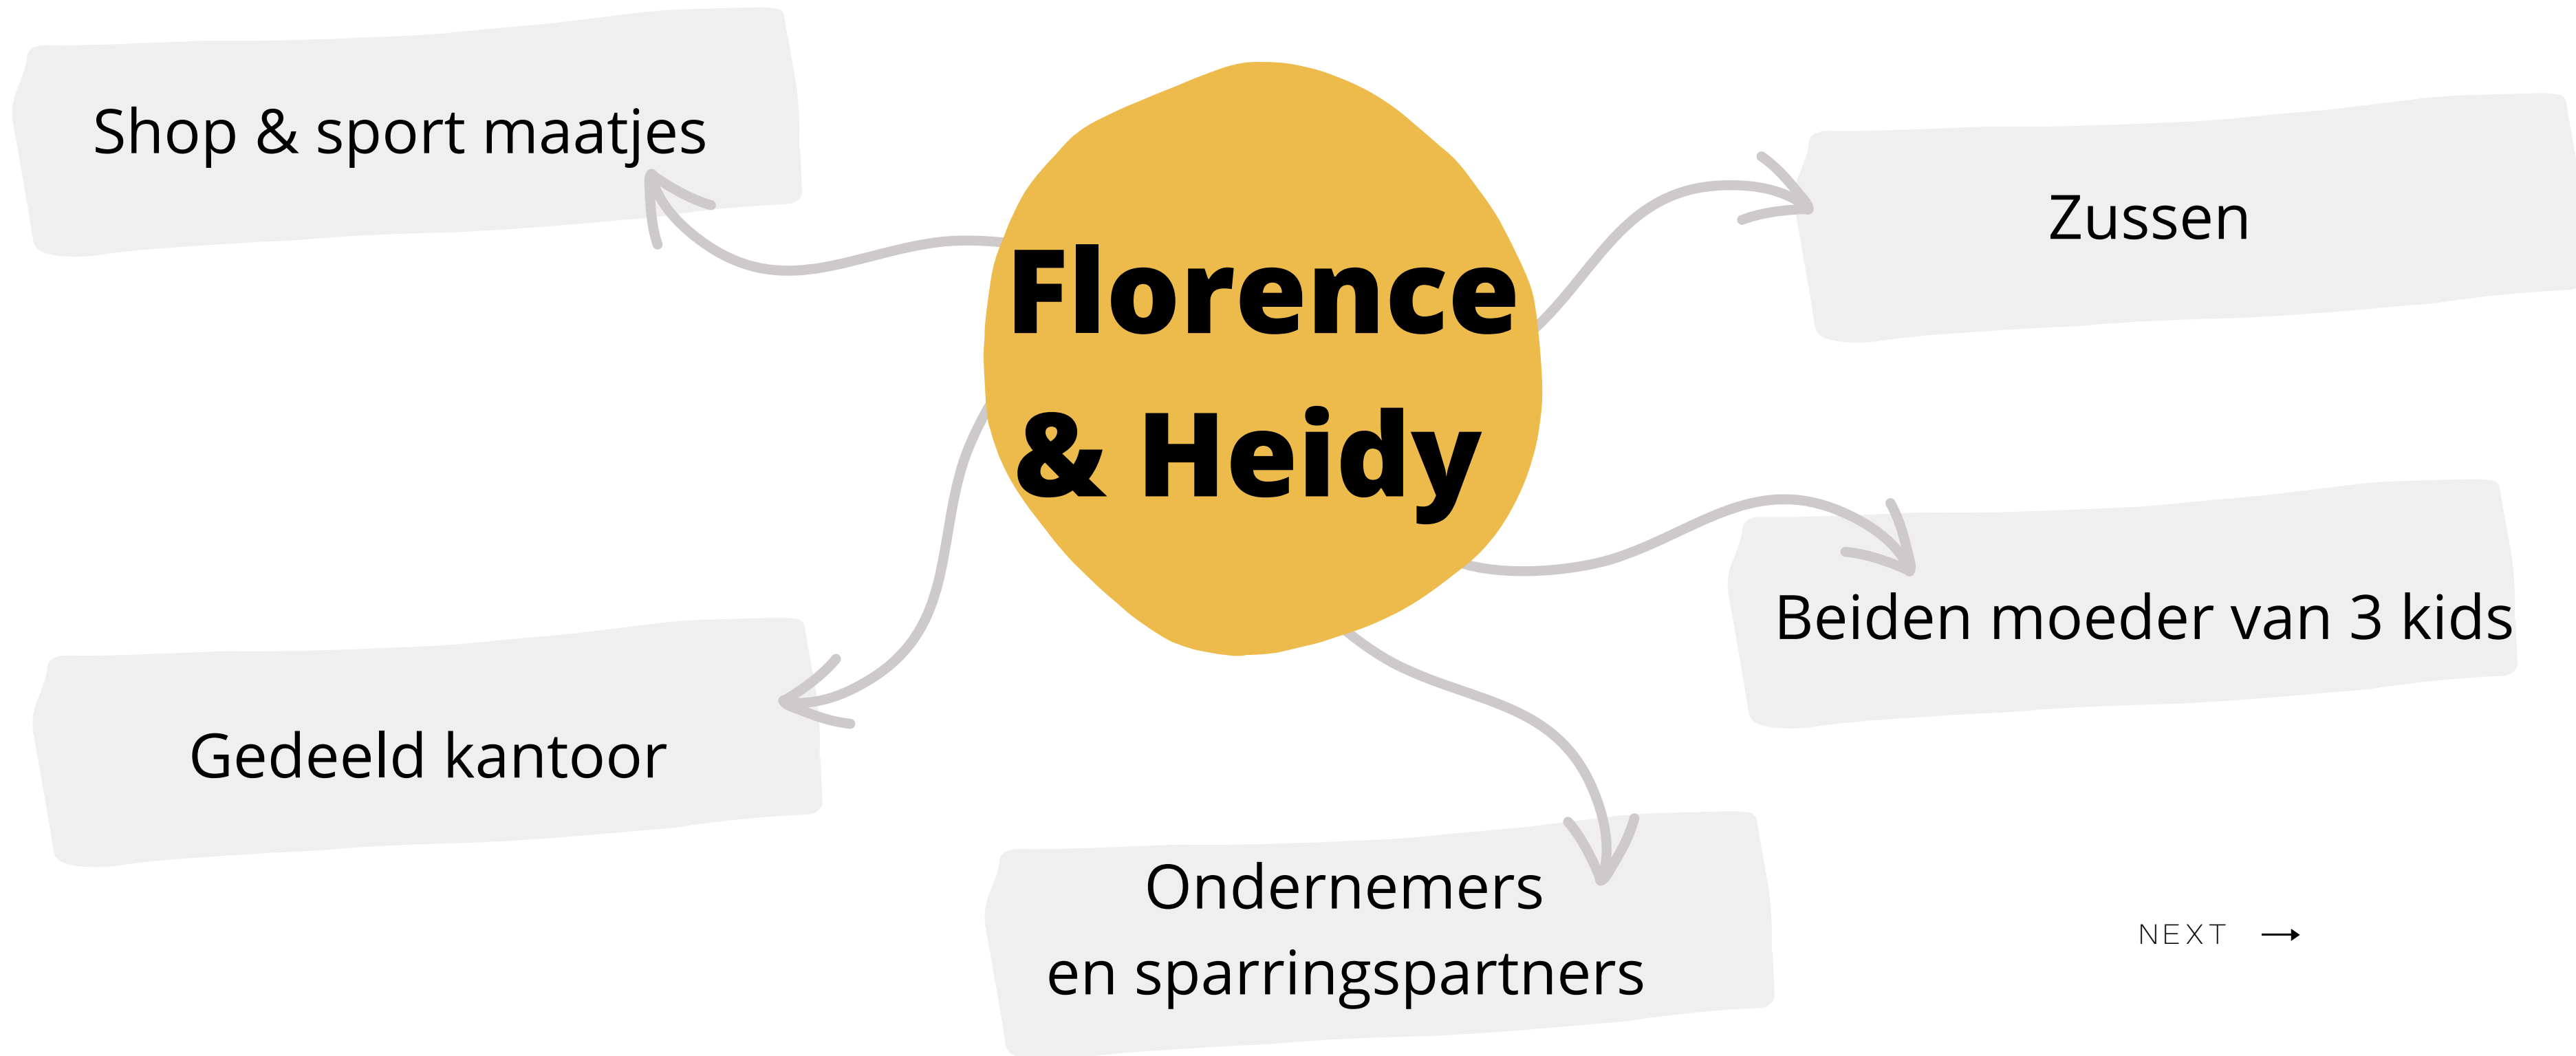 Shop & sport maatjes
Zussen
Florence
& Heidy
Beiden moeder van 3 kids
Gedeeld kantoor
Ondernemers
en sparringspartners
NEXT